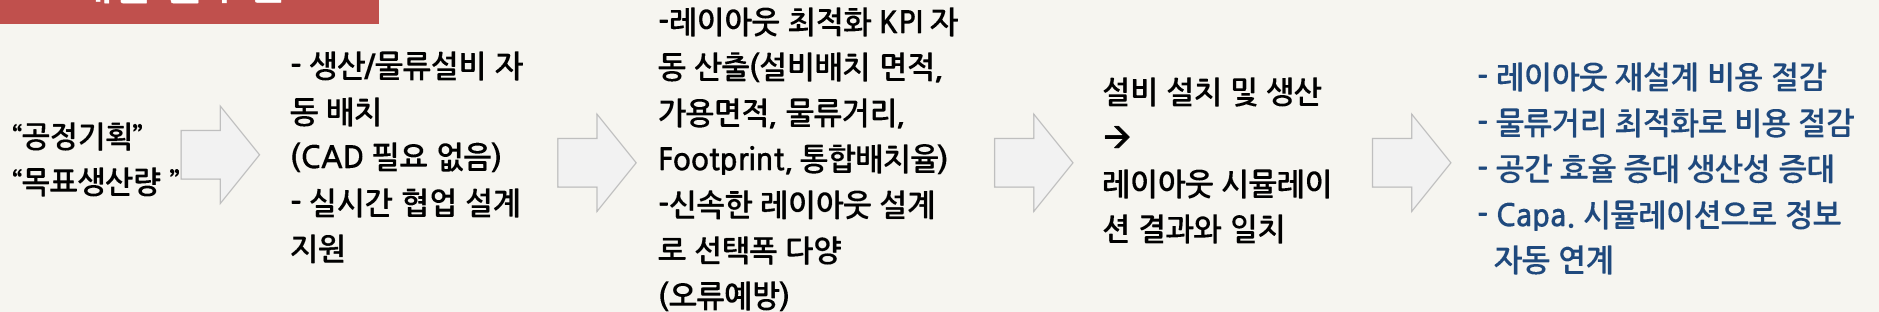 “공정기획”
“목표생산량 ”
- 생산/물류설비 자
동 배치
(CAD 필요 없음)
- 실시간 협업 설계
지원
-레이아웃 최적화 KPI 자
동 산출(설비배치 면적,
가용면적, 물류거리,
Footprint, 통합배치율)
-신속한 레이아웃 설계
로 선택폭 다양
(오류예방)
설비 설치 및 생산
→
레이아웃 시뮬레이
션 결과와 일치
- 레이아웃 재설계 비용 절감
- 물류거리 최적화로 비용 절감
- 공간 효율 증대 생산성 증대
- Capa. 시뮬레이션으로 정보
자동 연계